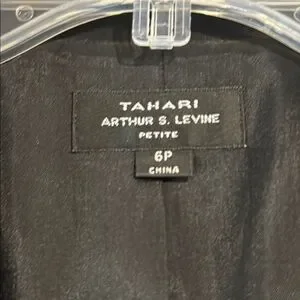 TAHARI
ARTHUR S. LEVINE
PETITE
6P
CHINA